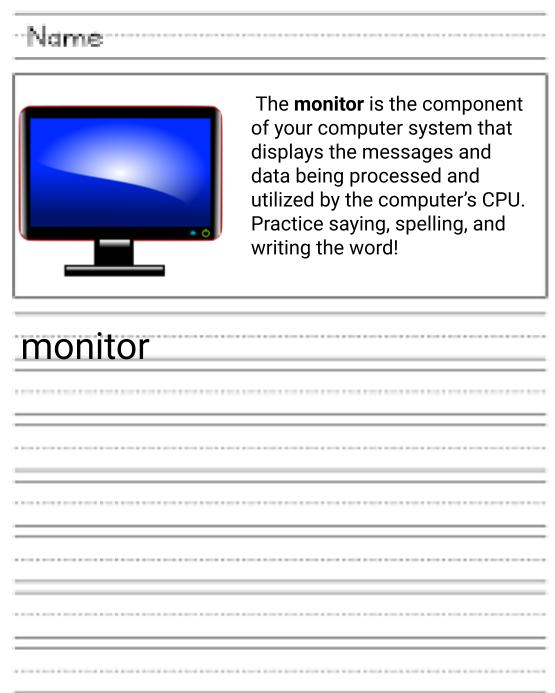 Name
The monitor is the component
of your computer system that
displays the messages and
data being processed and
utilized by the computer’s CPU.
Practice saying, spelling, and
writing the word!
monitor